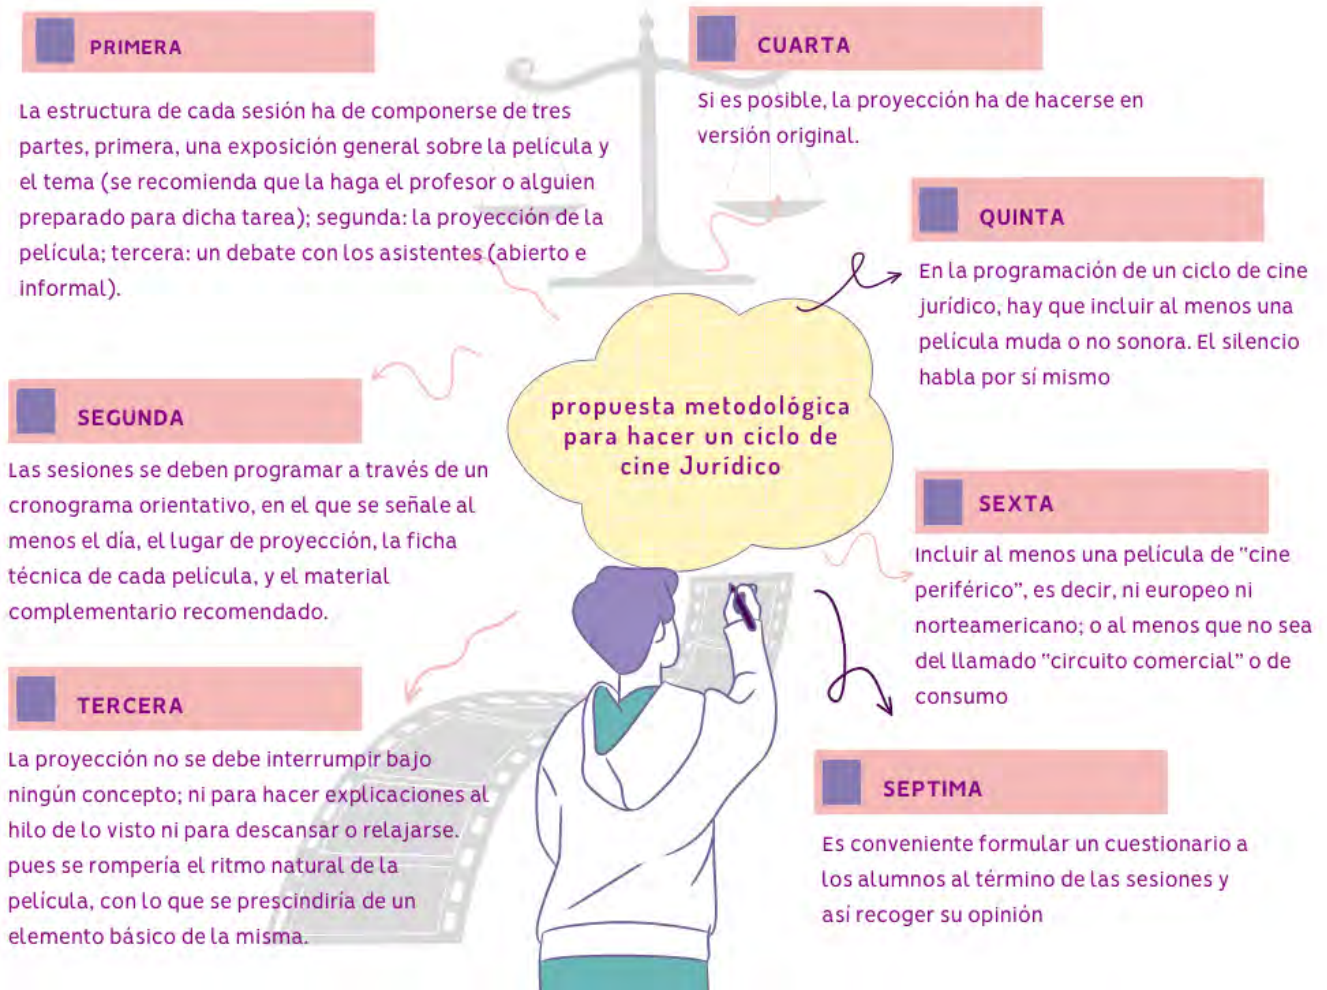 PRIMERA
La estructura de cada sesión ha de componerse de tres
partes, primera, una exposición general sobre la película y
el tema (se recomienda que la haga el profesor o alguien
preparado para dicha tarea); segunda: la proyección de la
película; tercera: un debate con los asistentes (abierto e
informal).
SEGUNDA
Las sesiones se deben programar a través de un
cronograma orientativo, en el que se señale al
menos el día, el lugar de proyección, la ficha
técnica de cada película, y el material
complementario recomendado.
TERCERA
La proyección no se debe interrumpir bajo
ningún concepto; ni para hacer explicaciones al
hilo de lo visto ni para descansar o relajarse.
pues se rompería el ritmo natural de la
película, con lo que se prescindiría de un
elemento básico de la misma.
propuesta metodológica
para hacer un ciclo de
cine Jurídico
CUARTA
Si es posible, la proyección ha de hacerse en
versión original.
QUINTA
En la programación de un ciclo de cine
jurídico, hay que incluir al menos una
película muda o no sonora. El silencio
habla por sí mismo
SEXTA
Incluir al menos una película de "cine
periférico", es decir, ni europeo ni
norteamericano; o al menos que no sea
del llamado "circuito comercial" o de
consumo
SEPTIMA
Es conveniente formular un cuestionario a
los alumnos al término de las sesiones y
así recoger su opinión